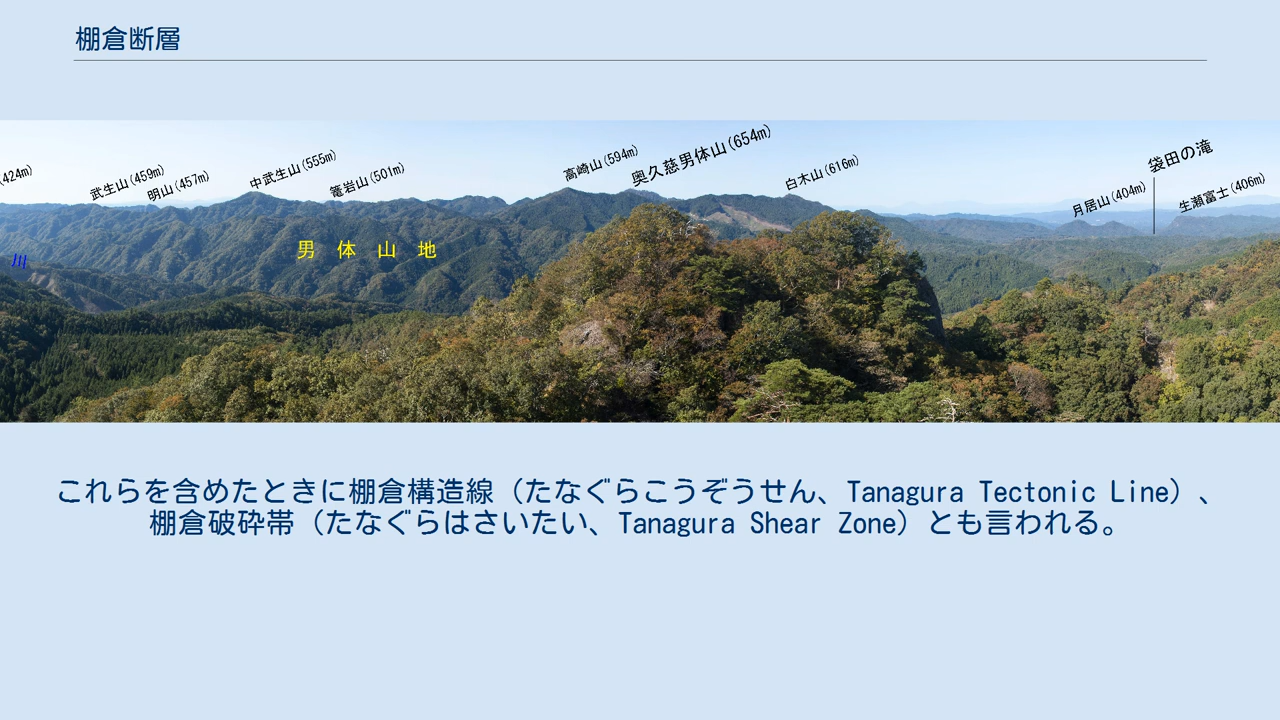 棚倉断層
(424m)
武生山(459m)
明山(457m)
中武生山(555m)
篭岩山(501m)
高崎山(594m)
奥久慈男体山(654m)
白木山(616m)
袋田の滝
月居山(404m)
生瀬富士(406m)
男体山地
川
これらを含めたときに棚倉構造線（たなぐらこうぞうせん、Tanagura Tectonic Line）、
棚倉破砕帯（たなぐらはさいたい、Tanagura Shear Zone）とも言われる。